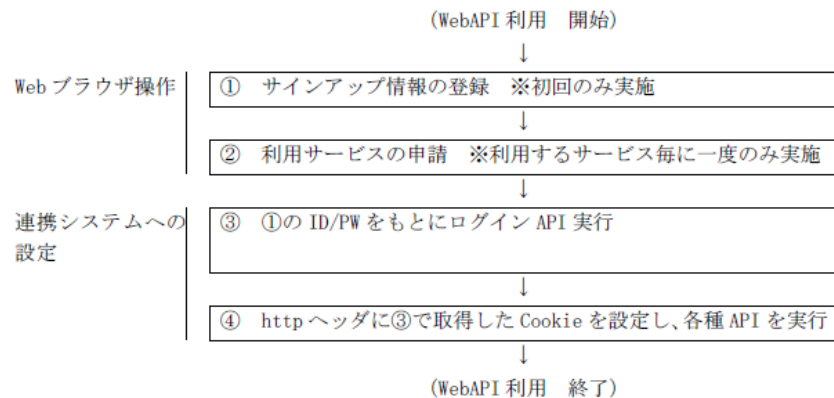 (WebAPI 利用　開始)
↓
Web ブラウザ操作
①　サインアップ情報の登録　※初回のみ実施
↓
②　利用サービスの申請　※利用するサービス毎に一度のみ実施
↓
連携システムへの
設定
③　①の ID/PW をもとにログイン API 実行
↓
④　http ヘッダに③で取得した Cookie を設定し、各種 API を実行
↓
(WebAPI 利用　終了)